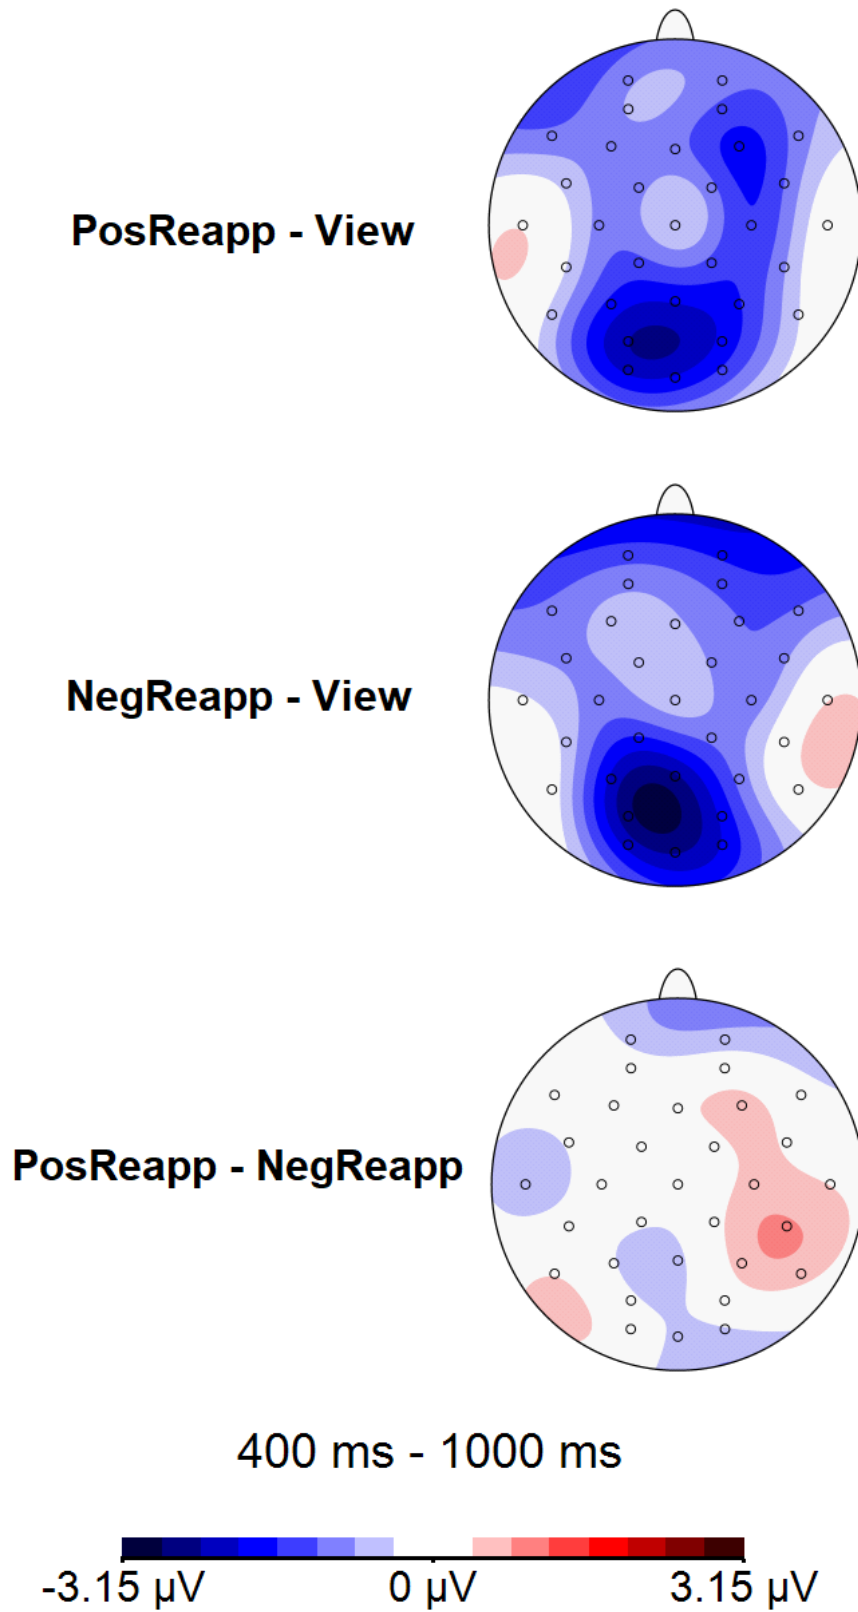 PosReapp - View
NegReapp - View
PosReapp - NegReapp
400 ms - 1000 ms
-3.15 µV 0 µV 3.15 µV